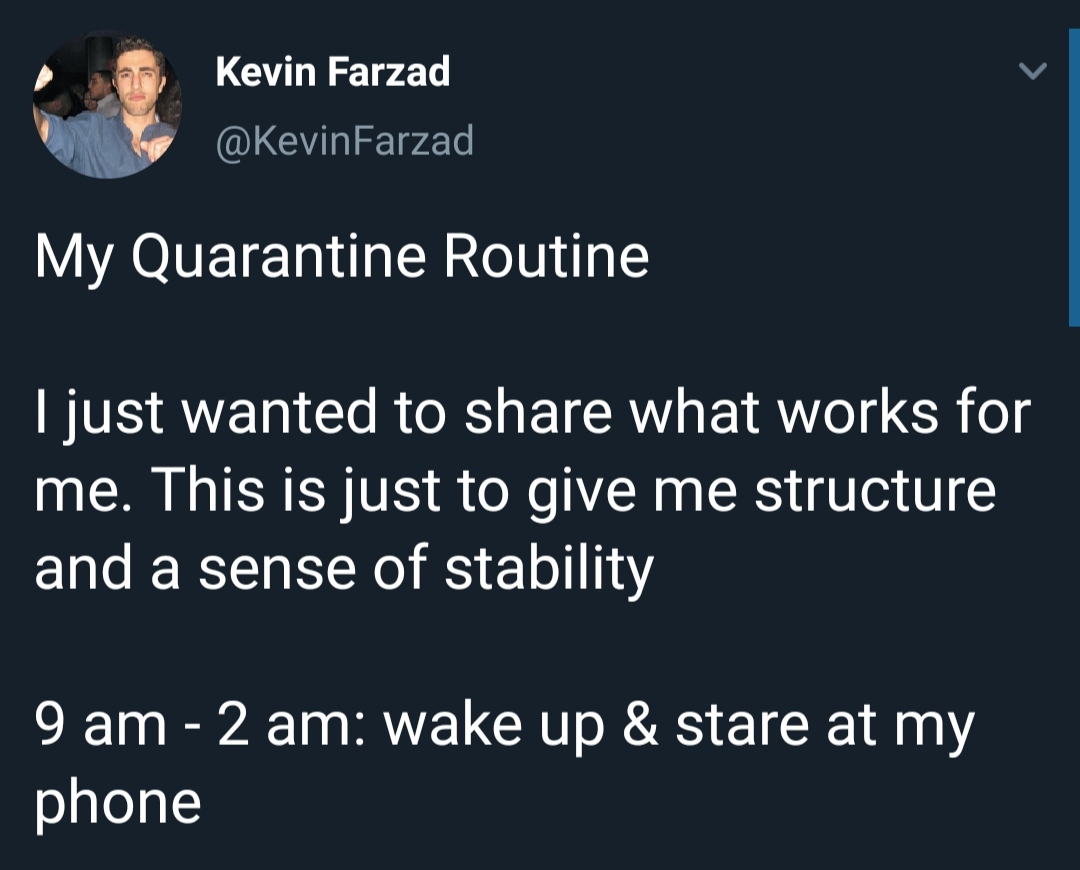 Kevin Farzad
@KevinFarzad
My Quarantine Routine
I just wanted to share what works for
me. This is just to give me structure
and a sense of stability
9 am - 2 am: wake up & stare at my
phone